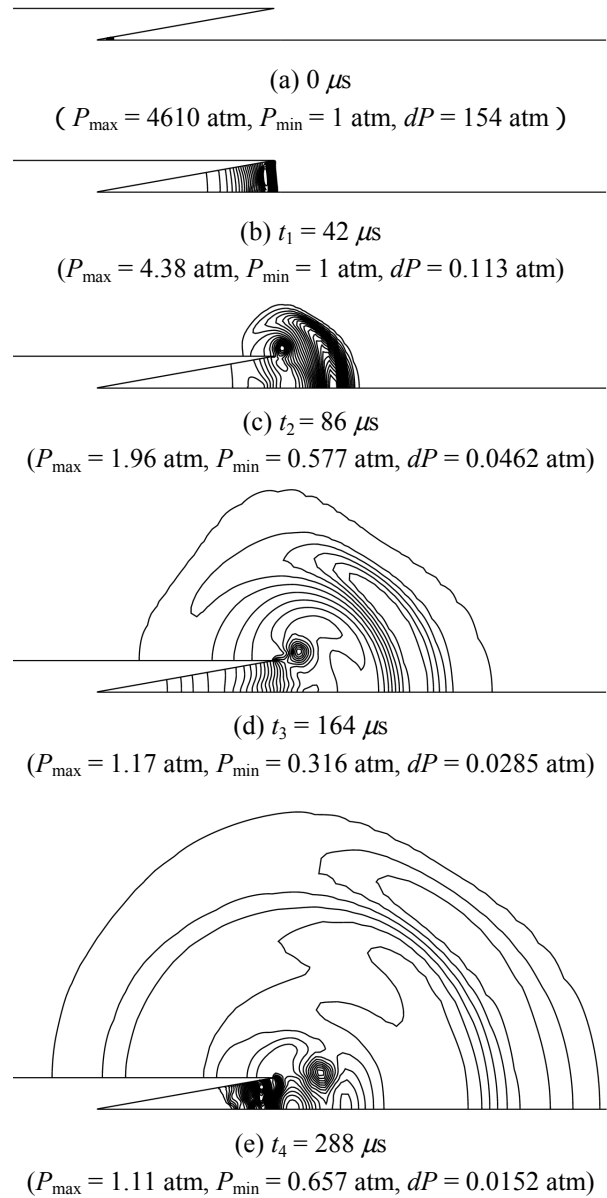 (a) 0 μs
( Pmax = 4610 atm, Pmin = 1 atm, dP = 154 atm )
(b) t1 = 42 μs
(Pmax = 4.38 atm, Pmin = 1 atm, dP = 0.113 atm)
(c) t2 = 86 μs
(Pmax = 1.96 atm, Pmin = 0.577 atm, dP = 0.0462 atm)
(d) t3 = 164 μs
(Pmax = 1.17 atm, Pmin = 0.316 atm, dP = 0.0285 atm)
(e) t4 = 288 μs
(Pmax = 1.11 atm, Pmin = 0.657 atm, dP = 0.0152 atm)